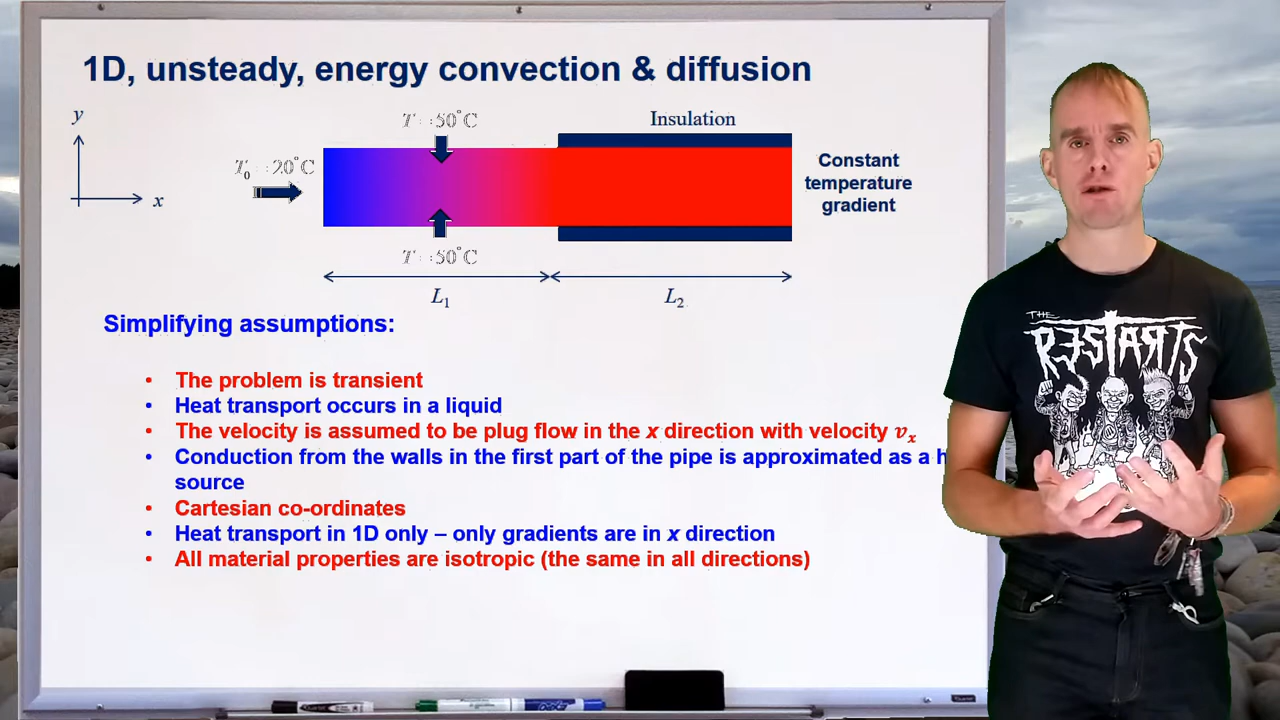 1D, unsteady, energy convection & diffusion
y
T = 50°C
Insulation
T₀ = 20°C
Constant
temperature
gradient
x
T = 50°C
L₁
L₂
Simplifying assumptions:
• The problem is transient
• Heat transport occurs in a liquid
• The velocity is assumed to be plug flow in the x direction with velocity vₓ
• Conduction from the walls in the first part of the pipe is approximated as a h
source
• Cartesian co-ordinates
• Heat transport in 1D only – only gradients are in x direction
• All material properties are isotropic (the same in all directions)
THE
RESTARTS